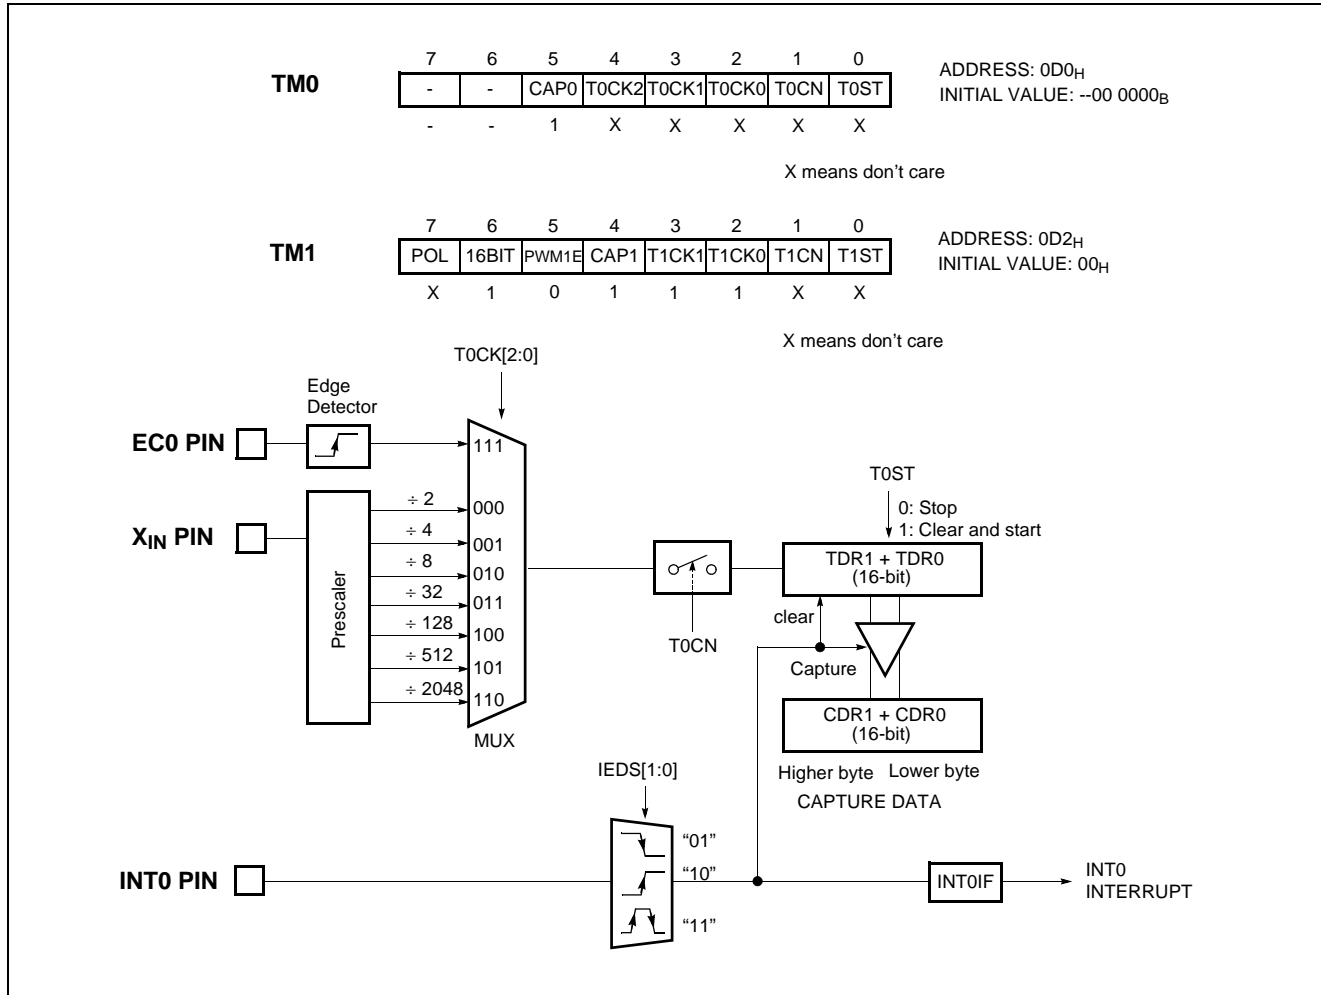 7 6 5 4 3 2 1 0
TM0
- - CAP0 T0CK2 T0CK1 T0CK0 T0CN T0ST
ADDRESS: 0D0H
INITIAL VALUE: --00 0000B
- - 1 X X X X X
X means don't care
7 6 5 4 3 2 1 0
TM1
POL 16BIT PWM1E CAP1 T1CK1 T1CK0 T1CN T1ST
ADDRESS: 0D2H
INITIAL VALUE: 00H
X 1 0 1 1 1 X X
X means don't care
T0CK[2:0]
Edge
Detector
EC0 PIN
111
T0ST
0: Stop
1: Clear and start
XIN PIN
Prescaler
÷ 2 000
÷ 4 001
÷ 8 010
÷ 32 011
÷ 128 100
÷ 512 101
÷ 2048 110
MUX
T0CN
TDR1 + TDR0
(16-bit)
clear
Capture
CDR1 + CDR0
(16-bit)
Higher byte Lower byte
CAPTURE DATA
IEDS[1:0]
INT0 PIN
“01”
“10”
“11”
INT0IF
INT0
INTERRUPT